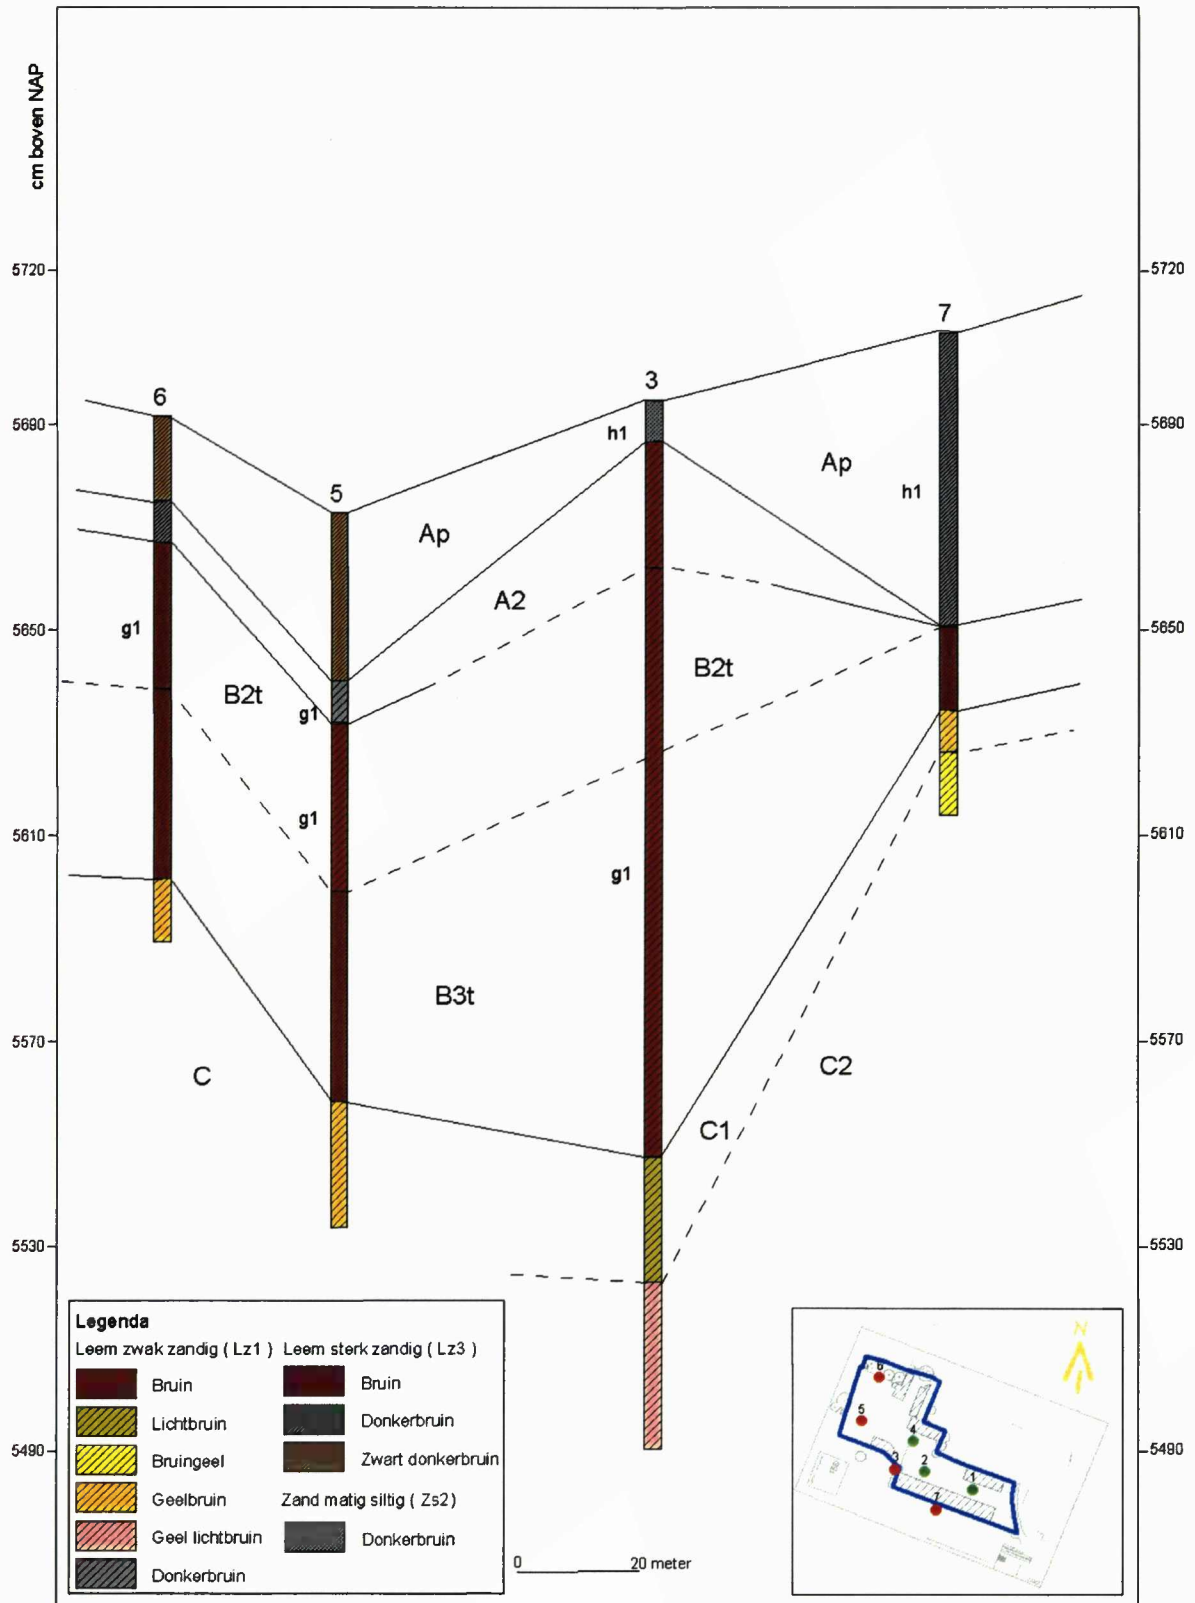 cm boven NAP
5720
5720
7
3
6
5690
5690
h1
Ap
h1
5
Ap
A2
5650
g1
5650
B2t
B2t
g1
g1
5610
5610
g1
B3t
5570
5570
C
C2
C1
5530
5530
Legenda
Leem zwak zandig ( Lz1 )
Bruin
Lichtbruin
Bruingeel
Geelbruin
Geel lichtbruin
Donkerbruin
Leem sterk zandig ( Lz3 )
Bruin
Donkerbruin
Zwart donkerbruin
Zand matig siltig ( Zs2 )
Donkerbruin
5490
5490
0 20 meter
N
6
5
4
3
2
1
7